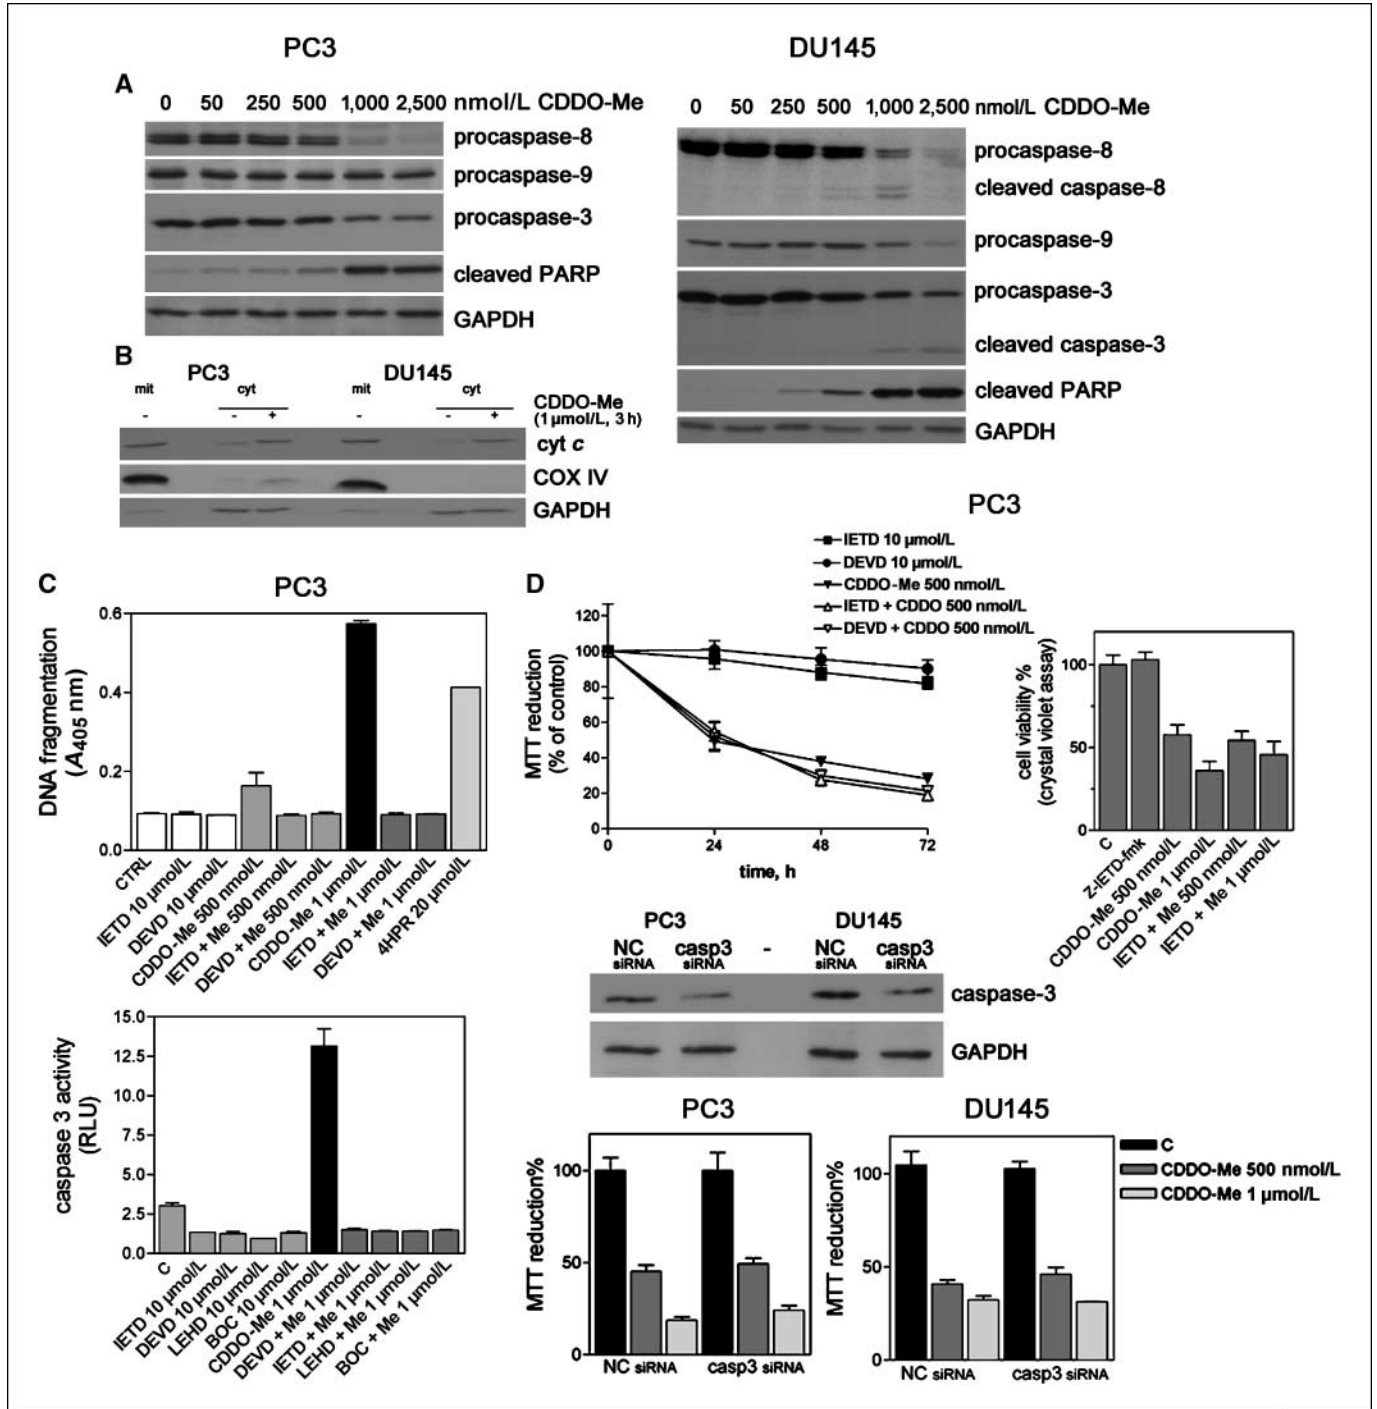 PC3
DU145
A
0 50 250 500 1,000 2,500 nmol/L CDDO-Me
procaspase-8
procaspase-9
procaspase-3
cleaved PARP
GAPDH
0 50 250 500 1,000 2,500 nmol/L CDDO-Me
procaspase-8
cleaved caspase-8
procaspase-9
procaspase-3
cleaved caspase-3
cleaved PARP
GAPDH
B
PC3 DU145
mit cyt mit cyt
CDDO-Me
- - + - - + (1 µmol/L, 3 h)
cyt c
COX IV
GAPDH
C
PC3
DNA fragmentation
(A405 nm)
0.6
0.4
0.2
0.0
CTRL
IETD 10 µmol/L
DEVD 10 µmol/L
CDDO-Me 500 nmol/L
IETD + Me 500 nmol/L
DEVD + Me 500 nmol/L
CDDO-Me 1 µmol/L
IETD + Me 1 µmol/L
DEVD + Me 1 µmol/L
4HPR 20 µmol/L
caspase 3 activity
(RLU)
15.0
12.5
10.0
7.5
5.0
2.5
0.0
C
IETD 10 µmol/L
DEVD 10 µmol/L
LEHD 10 µmol/L
BOC 10 µmol/L
CDDO-Me 1 µmol/L
DEVD + Me 1 µmol/L
IETD + Me 1 µmol/L
LEHD + Me 1 µmol/L
BOC + Me 1 µmol/L
D
PC3
IETD 10 µmol/L
DEVD 10 µmol/L
CDDO-Me 500 nmol/L
IETD + CDDO 500 nmol/L
DEVD + CDDO 500 nmol/L
MTT reduction
(% of control)
120
100
80
60
40
20
0
0 24 48 72
time, h
cell viability %
(crystal violet assay)
100
50
0
C
Z-IETD-fmk
CDDO-Me 500 nmol/L
CDDO-Me 1 µmol/L
IETD + Me 500 nmol/L
IETD + Me 1 µmol/L
PC3 DU145
NC casp3 - NC casp3
siRNA siRNA siRNA siRNA
caspase-3
GAPDH
PC3
MTT reduction%
100
50
0
NC siRNA casp3 siRNA
DU145
MTT reduction%
100
50
0
NC siRNA casp3 siRNA
C
CDDO-Me 500 nmol/L
CDDO-Me 1 µmol/L